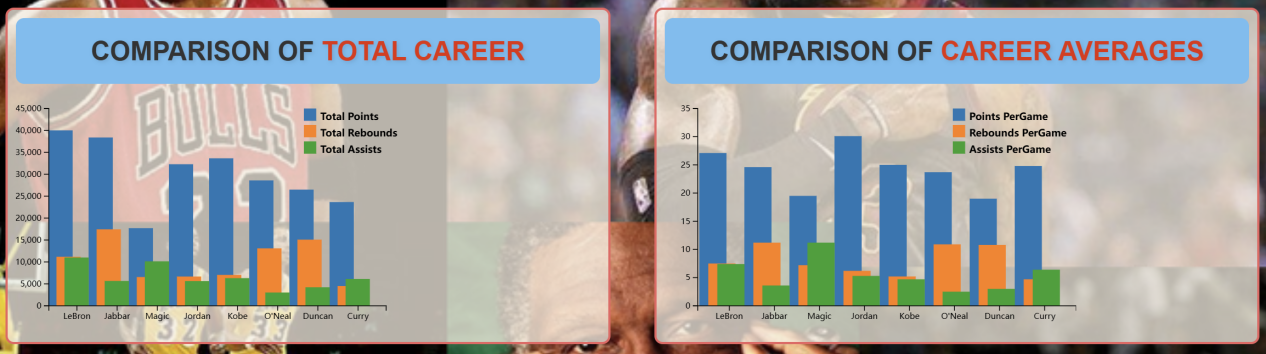 COMPARISON OF TOTAL CAREER
45,000
40,000
35,000
30,000
25,000
20,000
15,000
10,000
5,000
0
Total Points
Total Rebounds
Total Assists
LeBron Jabbar Magic Jordan Kobe O'Neal Duncan Curry
BULLS
32 33
COMPARISON OF CAREER AVERAGES
35
30
25
20
15
10
5
0
Points PerGame
Rebounds PerGame
Assists PerGame
LeBron Jabbar Magic Jordan Kobe O'Neal Duncan Curry